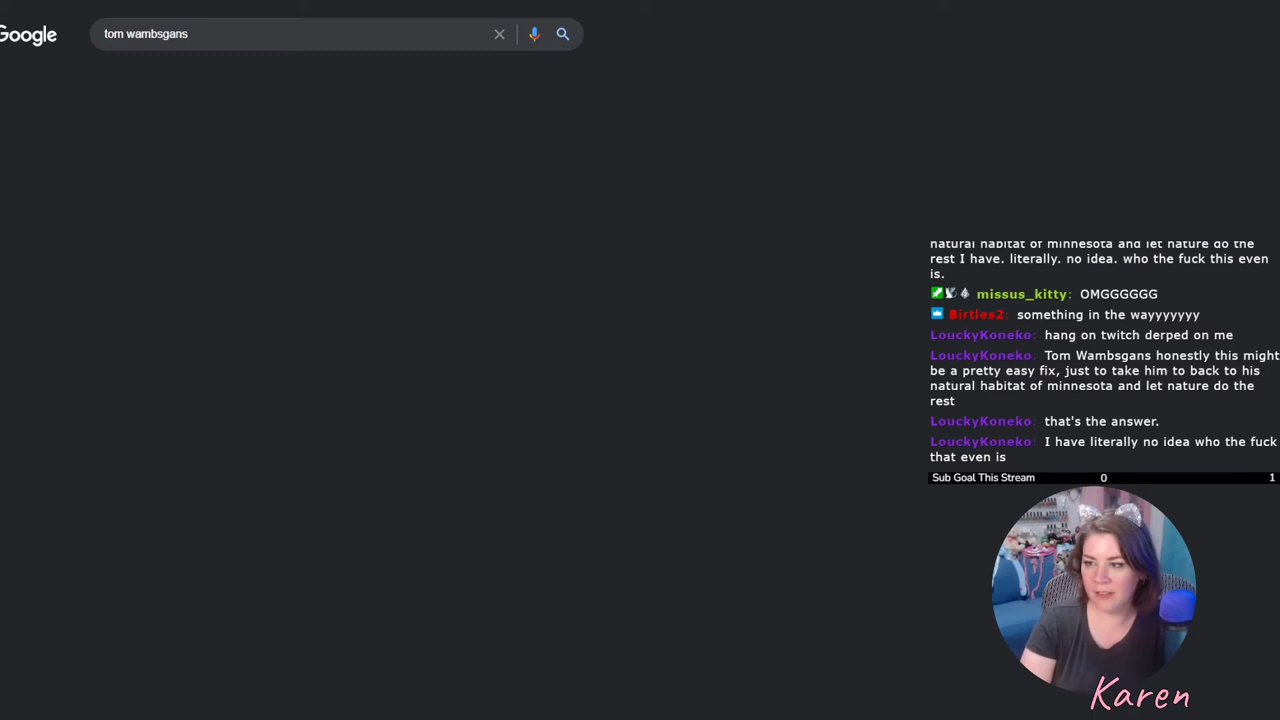 Google
tom wambsgans
natural habitat of minnesota and let nature do the
rest I have. literally. no idea. who the fuck this even
is.
missus_kitty: OMGGGGGG
Birtles2: something in the wayyyyyyy
LouckyKoneko: hang on twitch derped on me
LouckyKoneko: Tom Wambsgans honestly this might
be a pretty easy fix, just to take him to back to his
natural habitat of minnesota and let nature do the
rest
LouckyKoneko: that's the answer.
LouckyKoneko: I have literally no idea who the fuck
that even is
Sub Goal This Stream 0 1
Karen